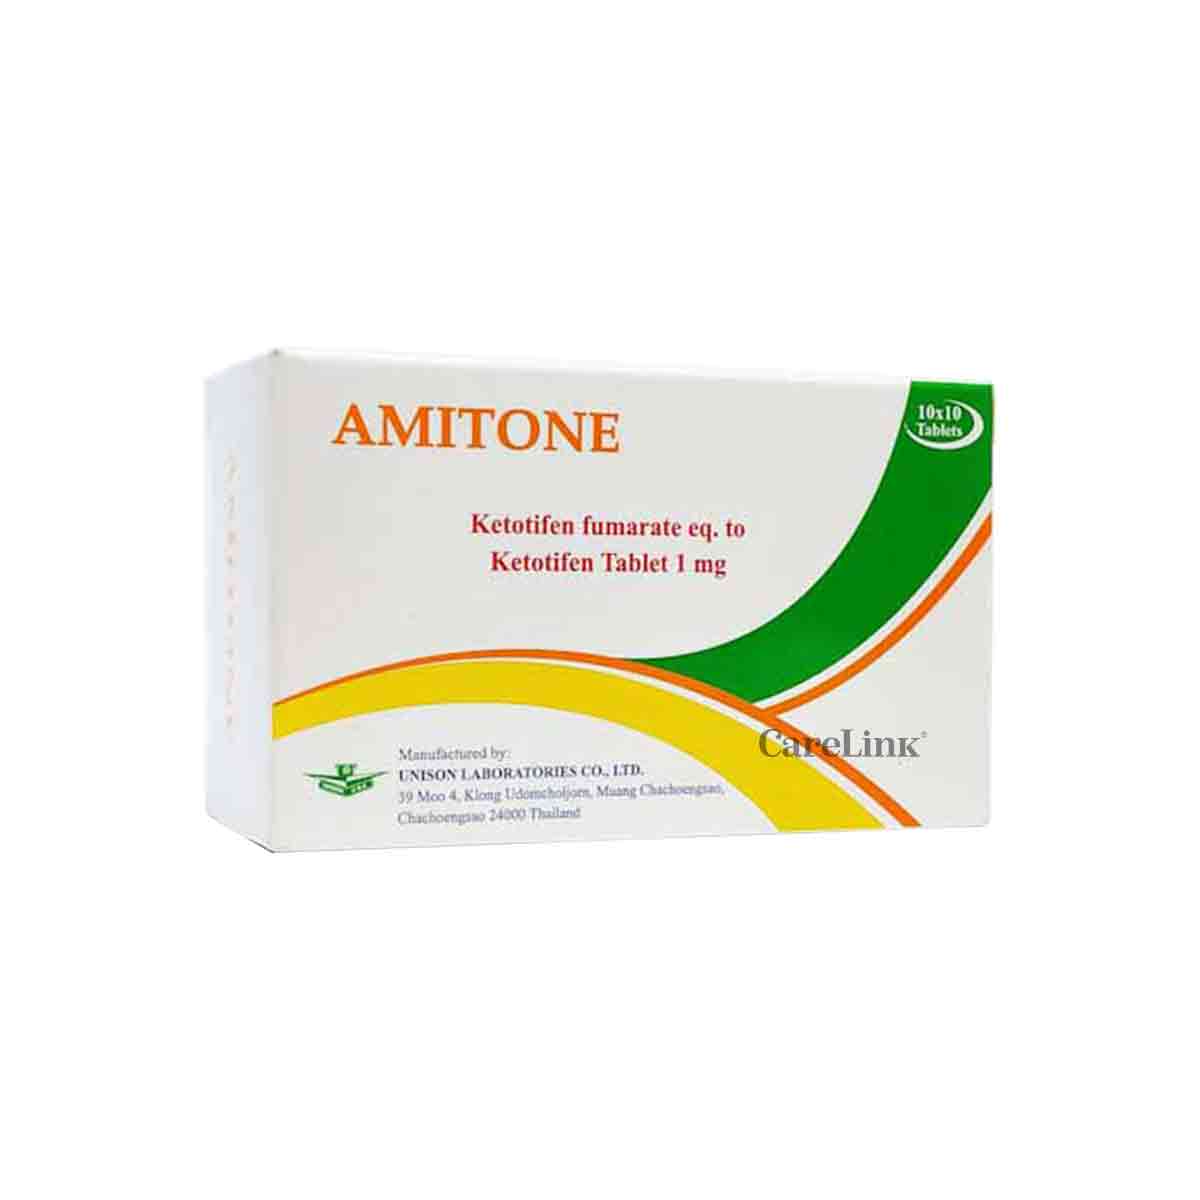 AMITONE
10x10
Tablets
Ketotifen fumarate eq. to
Ketotifen Tablet 1 mg
CareLink®
Manufactured by:
UNISON LABORATORIES CO., LTD.
39 Moo 4, Klong Udomcholjorn, Muang Chachoengsao,
Chachoengsao 24000 Thailand
AMITONE